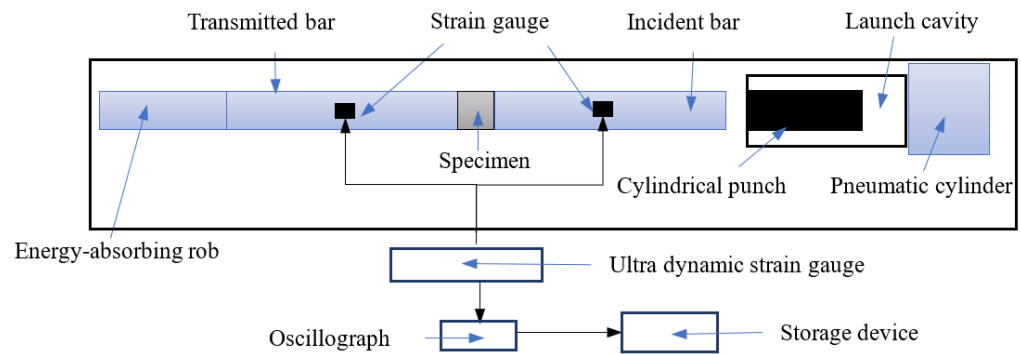 Transmitted bar
Strain gauge
Incident bar
Launch cavity
Specimen
Cylindrical punch
Pneumatic cylinder
Energy-absorbing rob
Ultra dynamic strain gauge
Oscillograph
Storage device